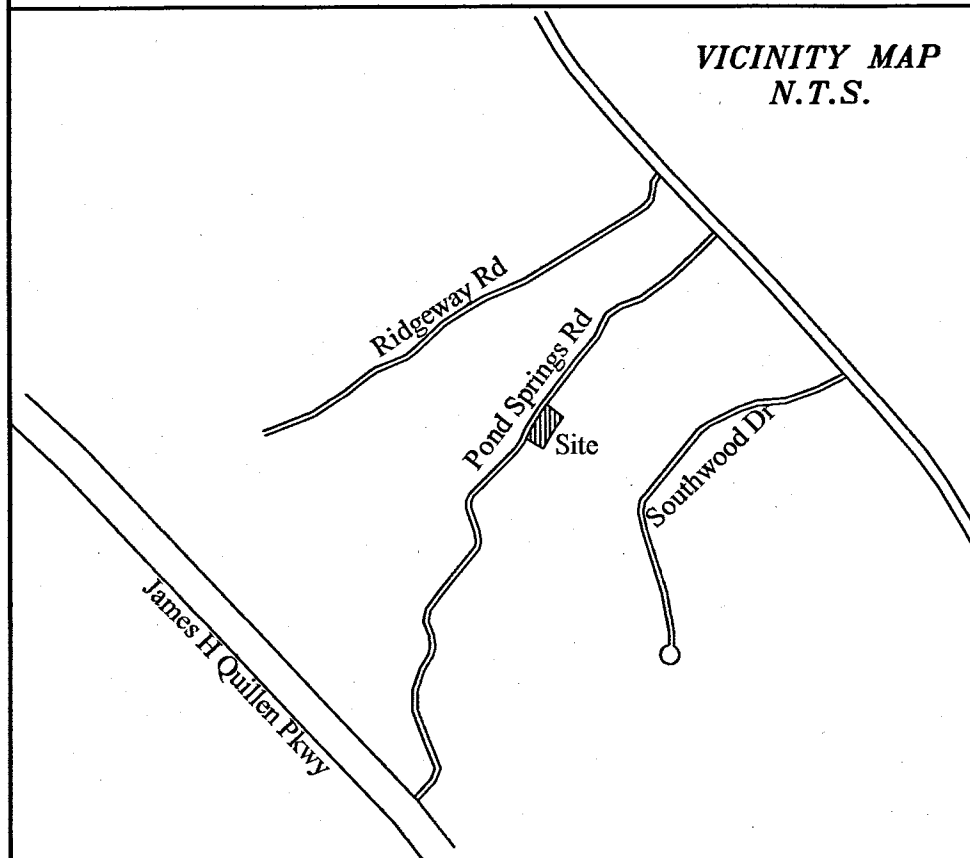 VICINITY MAP
N.T.S.
Ridgeway Rd
Pond Springs Rd
Site
Southwood Dr
James H Quillen Pkwy